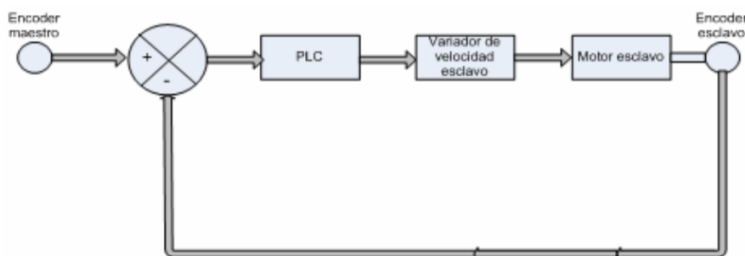 Encoder
maestro
+
-
PLC
Variador de
velocidad
esclavo
Motor esclavo
Encoder
esclavo